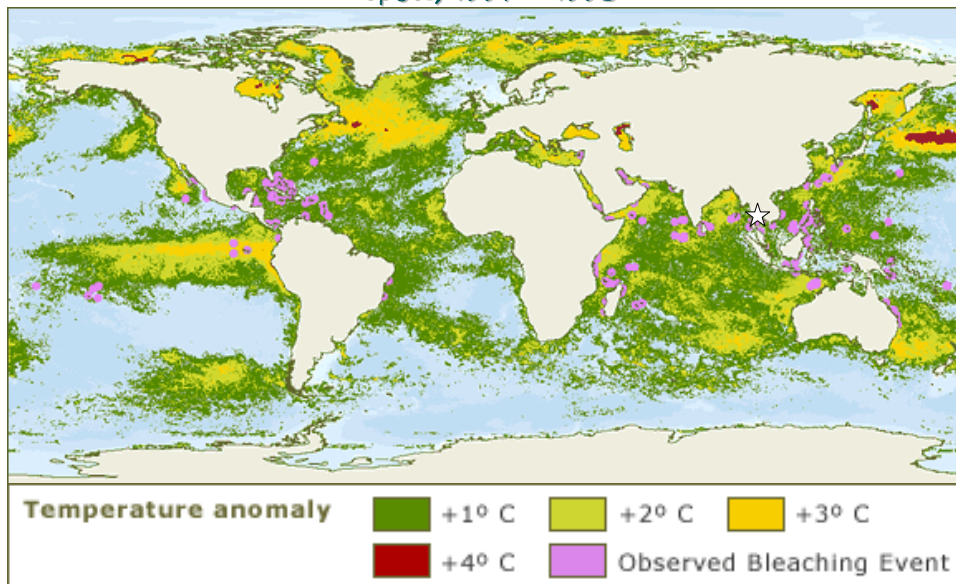 Temperature anomaly
+1º C
+2º C
+3º C
+4º C
Observed Bleaching Event